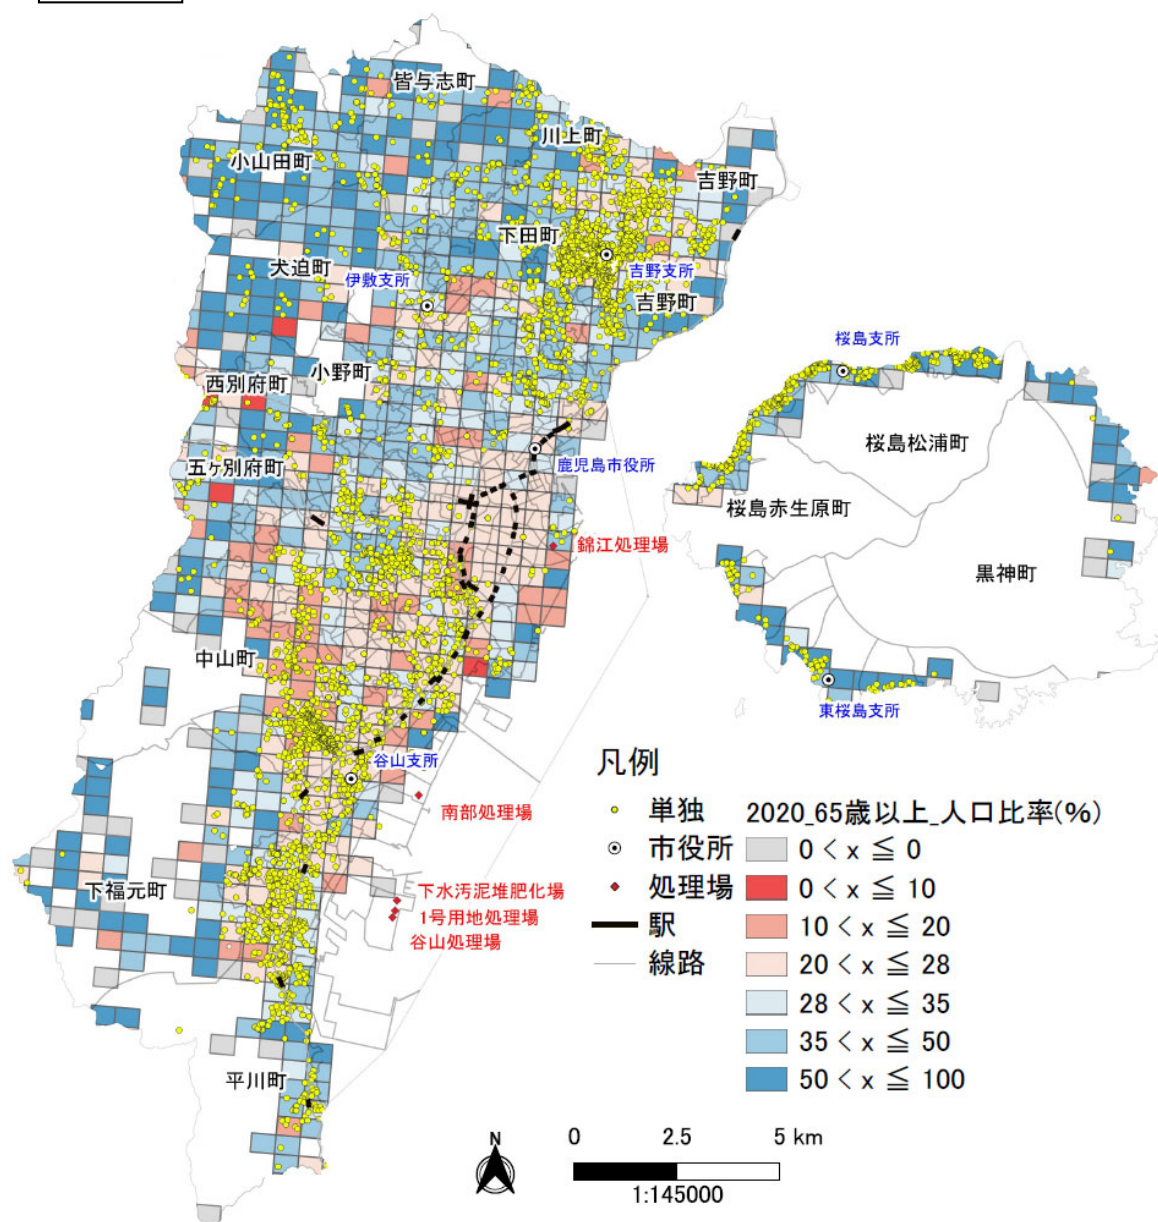 皆与志町
川上町
小山田町
吉野町
下田町
犬迫町
伊敷支所
吉野支所
吉野町
小野町
西別府町
五ヶ別府町
鹿児島市役所
錦江処理場
中山町
谷山支所
南部処理場
下水汚泥堆肥化場
1号用地処理場
谷山処理場
下福元町
平川町
桜島支所
桜島松浦町
桜島赤生原町
黒神町
東桜島支所
凡例
単独
市役所
処理場
駅
線路
2020_65歳以上_人口比率(%)
0 < x ≦ 0
0 < x ≦ 10
10 < x ≦ 20
20 < x ≦ 28
28 < x ≦ 35
35 < x ≦ 50
50 < x ≦ 100
N
0 2.5 5 km
1:145000